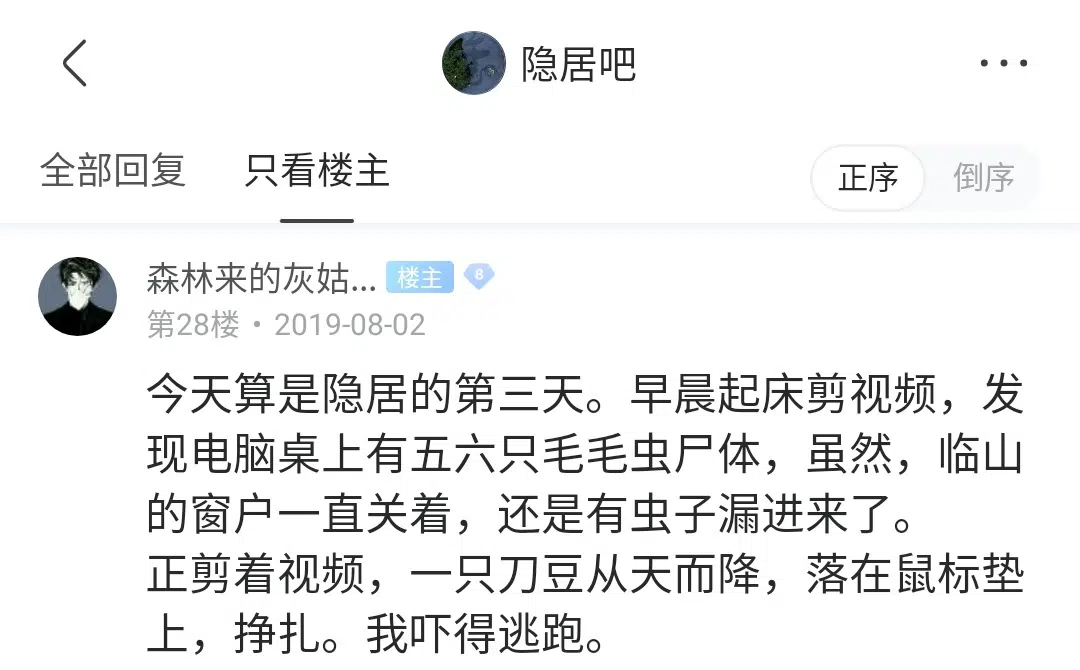 隐居吧
全部回复 只看楼主 正序 倒序
森林来的灰姑... 楼主 8
第28楼 • 2019-08-02
今天算是隐居的第三天。早晨起床剪视频，发
现电脑桌上有五六只毛毛虫尸体，虽然，临山
的窗户一直关着，还是有虫子漏进来了。
正剪着视频，一只刀豆从天而降，落在鼠标垫
上，挣扎。我吓得逃跑。